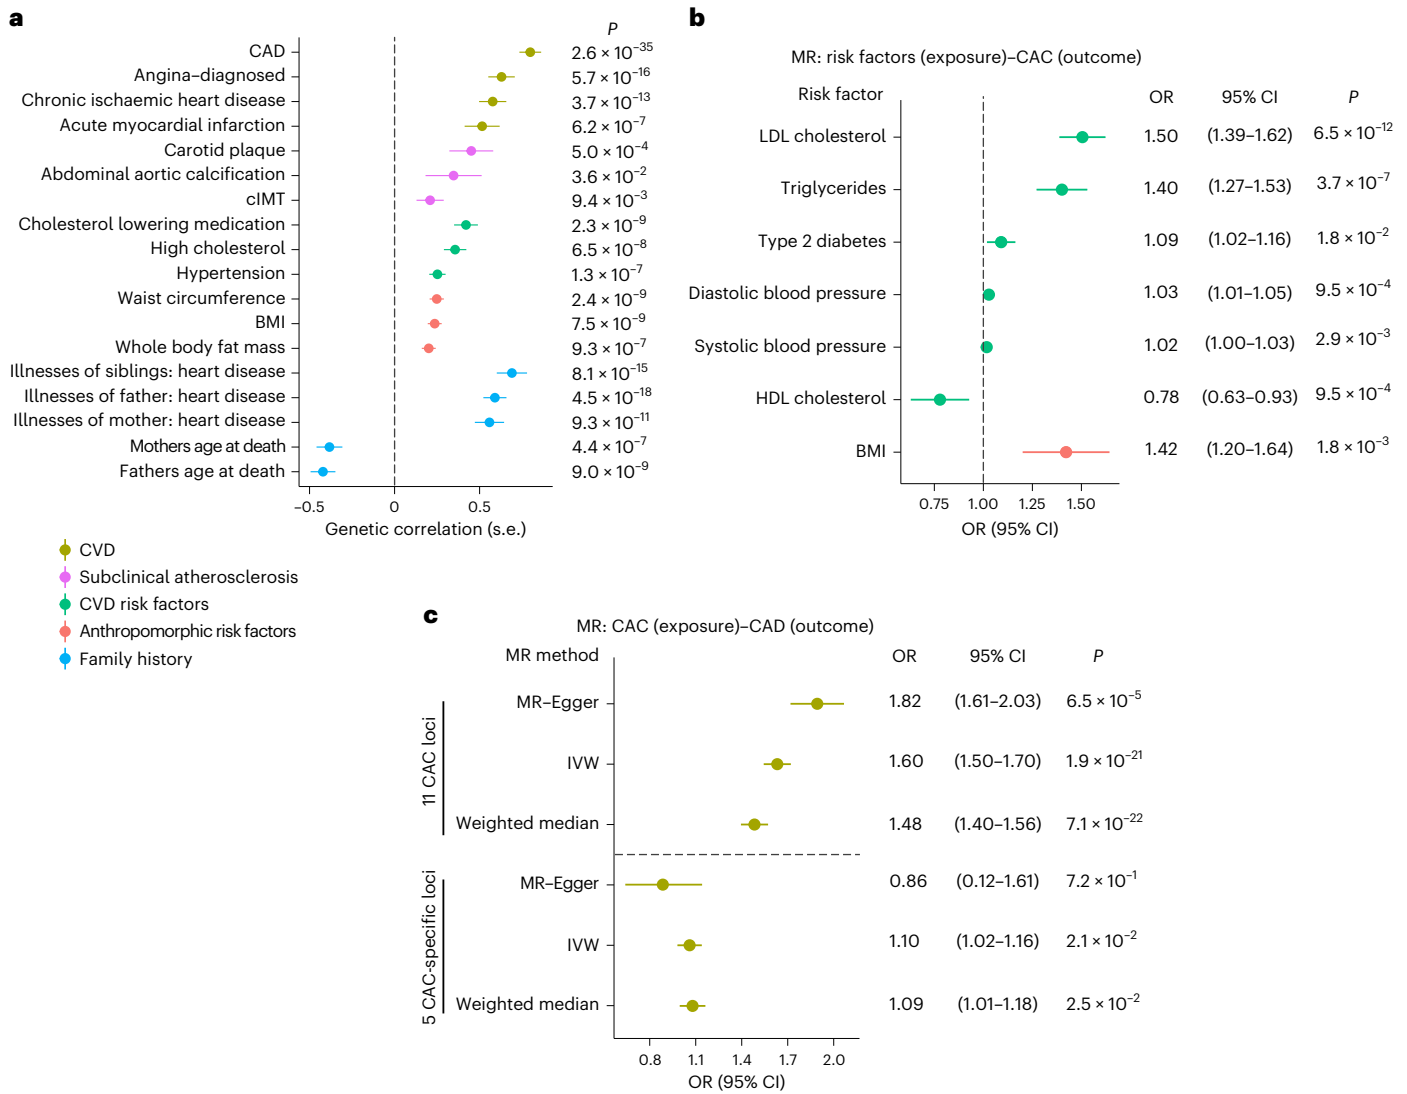 a
P
CAD 2.6 × 10⁻³⁵
Angina–diagnosed 5.7 × 10⁻¹⁶
Chronic ischaemic heart disease 3.7 × 10⁻¹³
Acute myocardial infarction 6.2 × 10⁻⁷
Carotid plaque 5.0 × 10⁻⁴
Abdominal aortic calcification 3.6 × 10⁻²
cIMT 9.4 × 10⁻³
Cholesterol lowering medication 2.3 × 10⁻⁹
High cholesterol 6.5 × 10⁻⁸
Hypertension 1.3 × 10⁻⁷
Waist circumference 2.4 × 10⁻⁹
BMI 7.5 × 10⁻⁹
Whole body fat mass 9.3 × 10⁻⁷
Illnesses of siblings: heart disease 8.1 × 10⁻¹⁵
Illnesses of father: heart disease 4.5 × 10⁻¹⁸
Illnesses of mother: heart disease 9.3 × 10⁻¹¹
Mothers age at death 4.4 × 10⁻⁷
Fathers age at death 9.0 × 10⁻⁹
−0.5 0 0.5
Genetic correlation (s.e.)
CVD
Subclinical atherosclerosis
CVD risk factors
Anthropomorphic risk factors
Family history
b
MR: risk factors (exposure)–CAC (outcome)
Risk factor OR 95% CI P
LDL cholesterol 1.50 (1.39–1.62) 6.5 × 10⁻¹²
Triglycerides 1.40 (1.27–1.53) 3.7 × 10⁻⁷
Type 2 diabetes 1.09 (1.02–1.16) 1.8 × 10⁻²
Diastolic blood pressure 1.03 (1.01–1.05) 9.5 × 10⁻⁴
Systolic blood pressure 1.02 (1.00–1.03) 2.9 × 10⁻³
HDL cholesterol 0.78 (0.63–0.93) 9.5 × 10⁻⁴
BMI 1.42 (1.20–1.64) 1.8 × 10⁻³
0.75 1.00 1.25 1.50
OR (95% CI)
c
MR: CAC (exposure)–CAD (outcome)
MR method OR 95% CI P
11 CAC loci
MR–Egger 1.82 (1.61–2.03) 6.5 × 10⁻⁵
IVW 1.60 (1.50–1.70) 1.9 × 10⁻²¹
Weighted median 1.48 (1.40–1.56) 7.1 × 10⁻²²
5 CAC-specific loci
MR–Egger 0.86 (0.12–1.61) 7.2 × 10⁻¹
IVW 1.10 (1.02–1.16) 2.1 × 10⁻²
Weighted median 1.09 (1.01–1.18) 2.5 × 10⁻²
0.8 1.1 1.4 1.7 2.0
OR (95% CI)